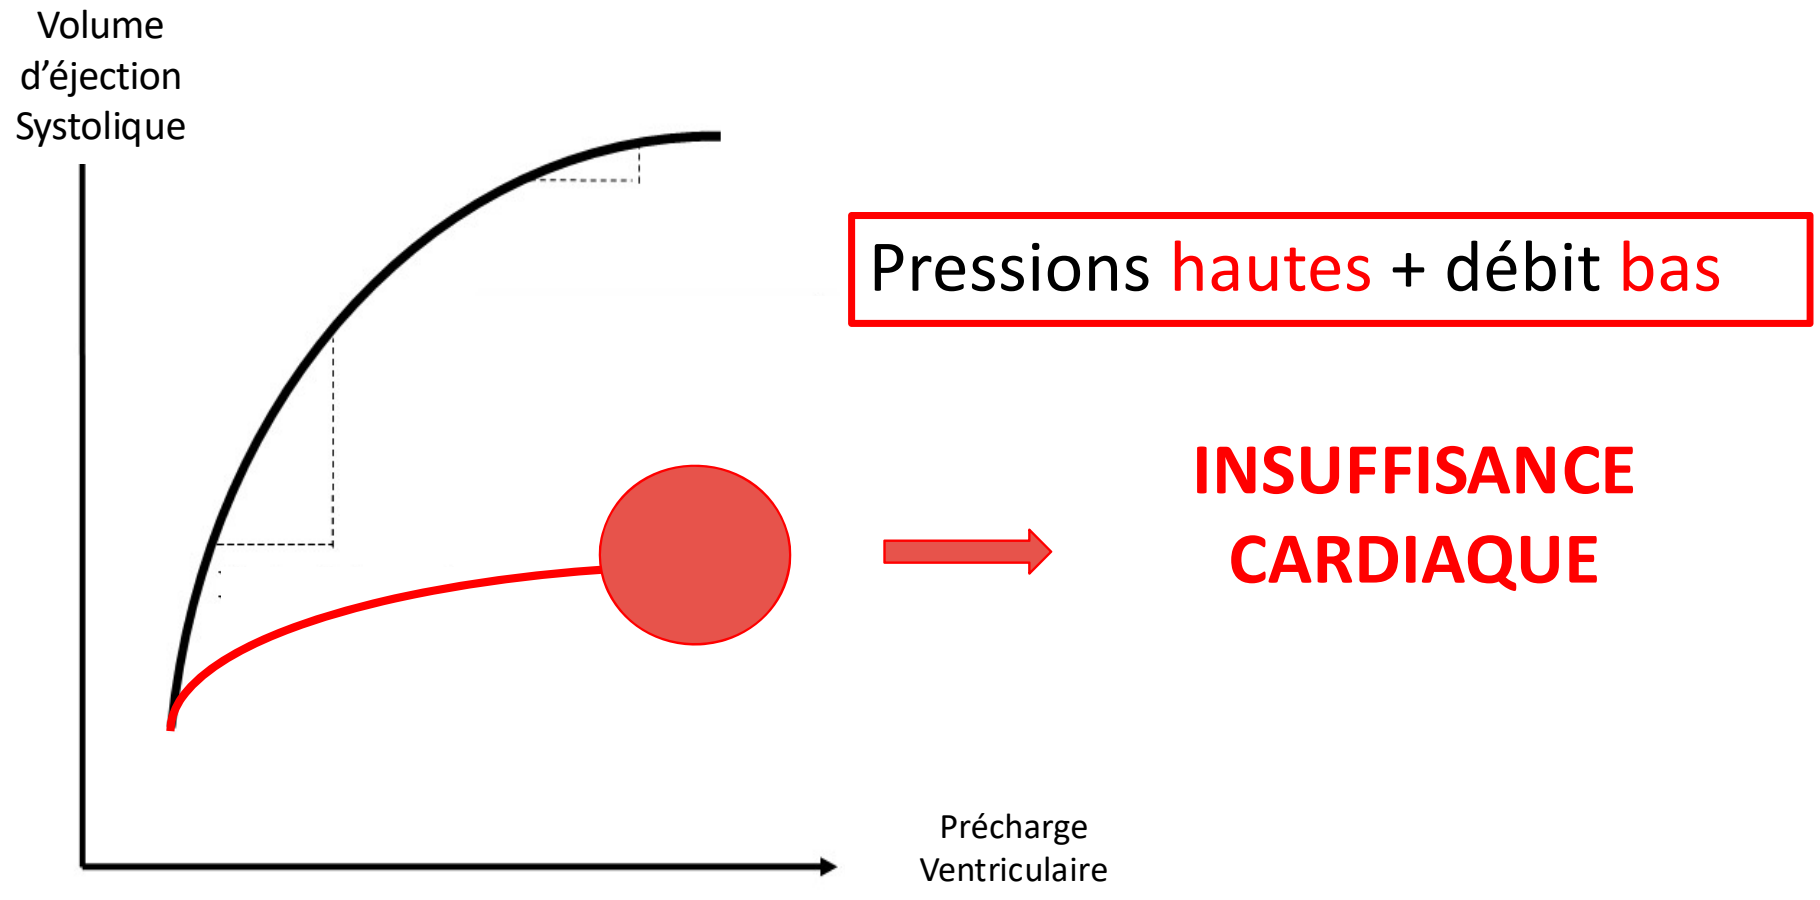 Volume
d’éjection
Systolique
Pressions hautes + débit bas
INSUFFISANCE
CARDIAQUE
Précharge
Ventriculaire